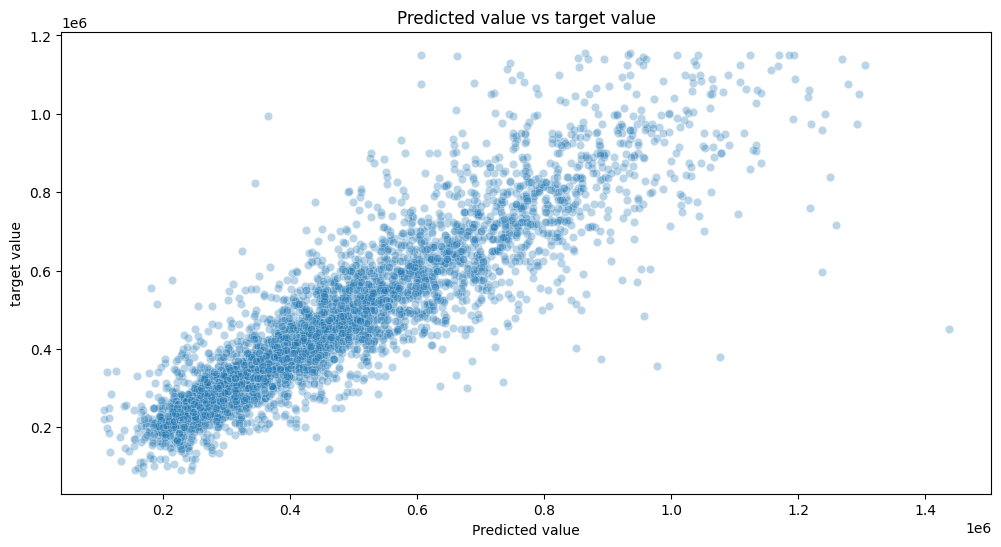 Predicted value vs target value
1e6
1.2
1.0
0.8
0.6
0.4
0.2
target value
0.2 0.4 0.6 0.8 1.0 1.2 1.4
1e6
Predicted value